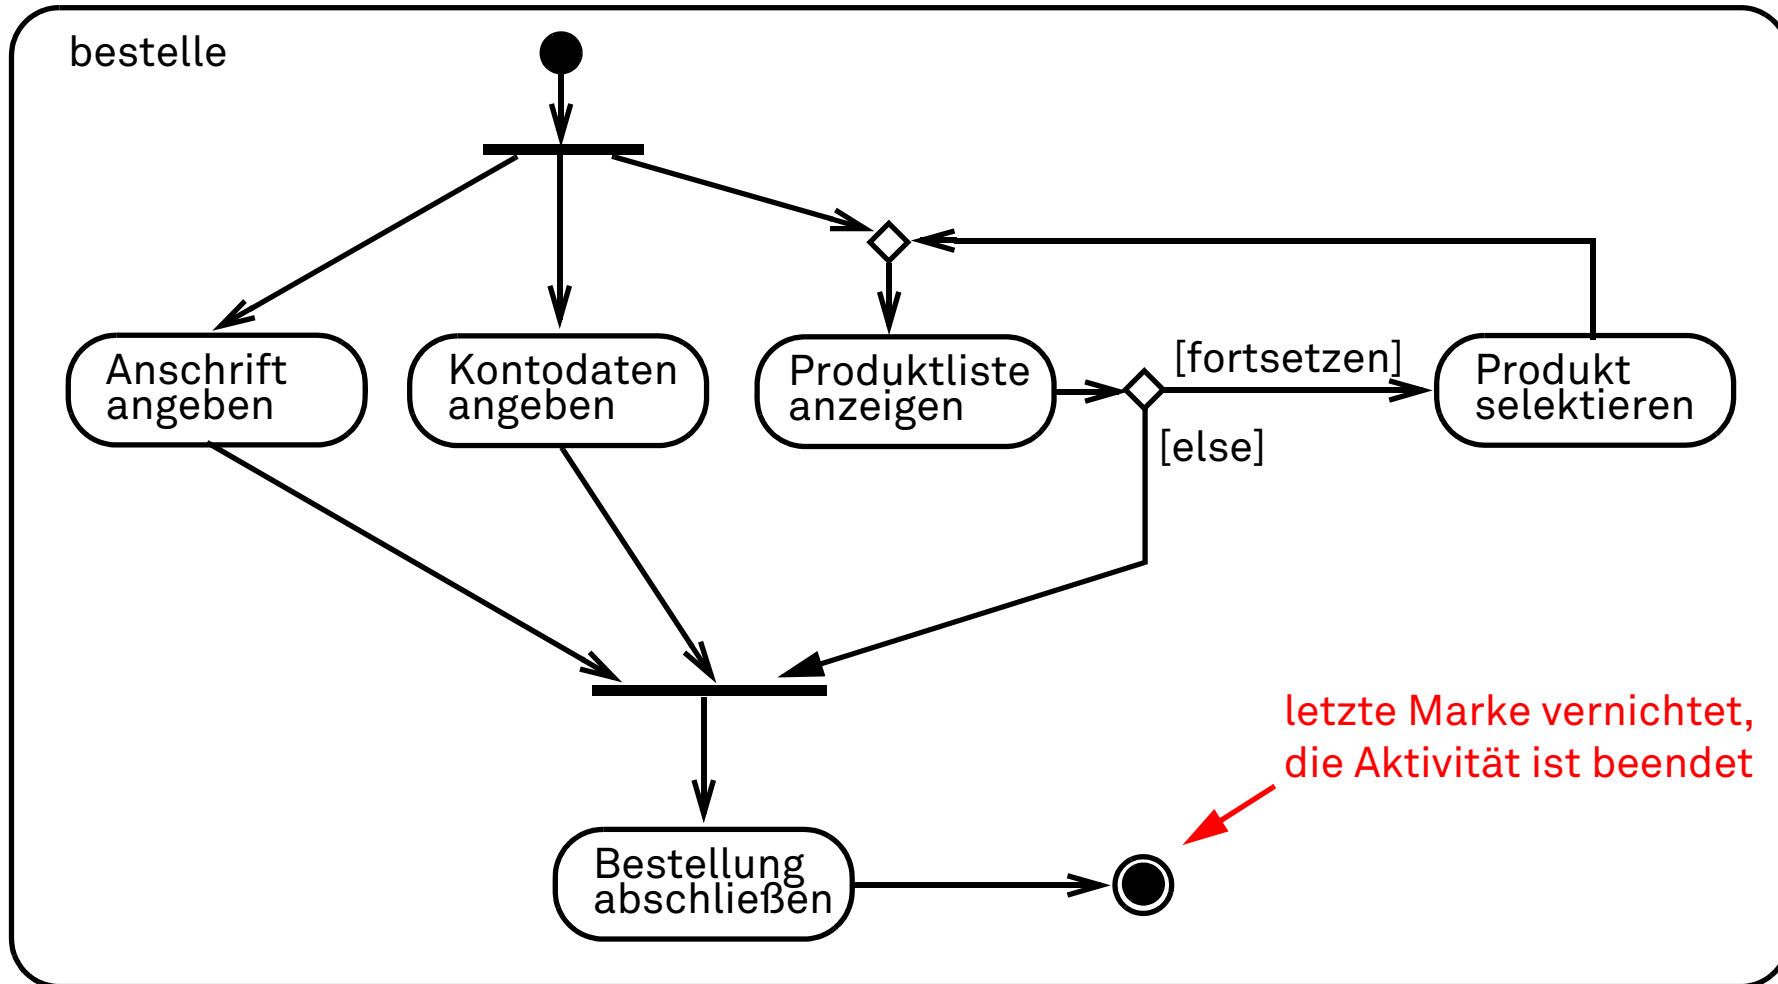 bestelle
Anschrift
angeben
Kontodaten
angeben
Produktliste
anzeigen
[fortsetzen]
[else]
Produkt
selektieren
letzte Marke vernichtet,
die Aktivität ist beendet
Bestellung
abschließen